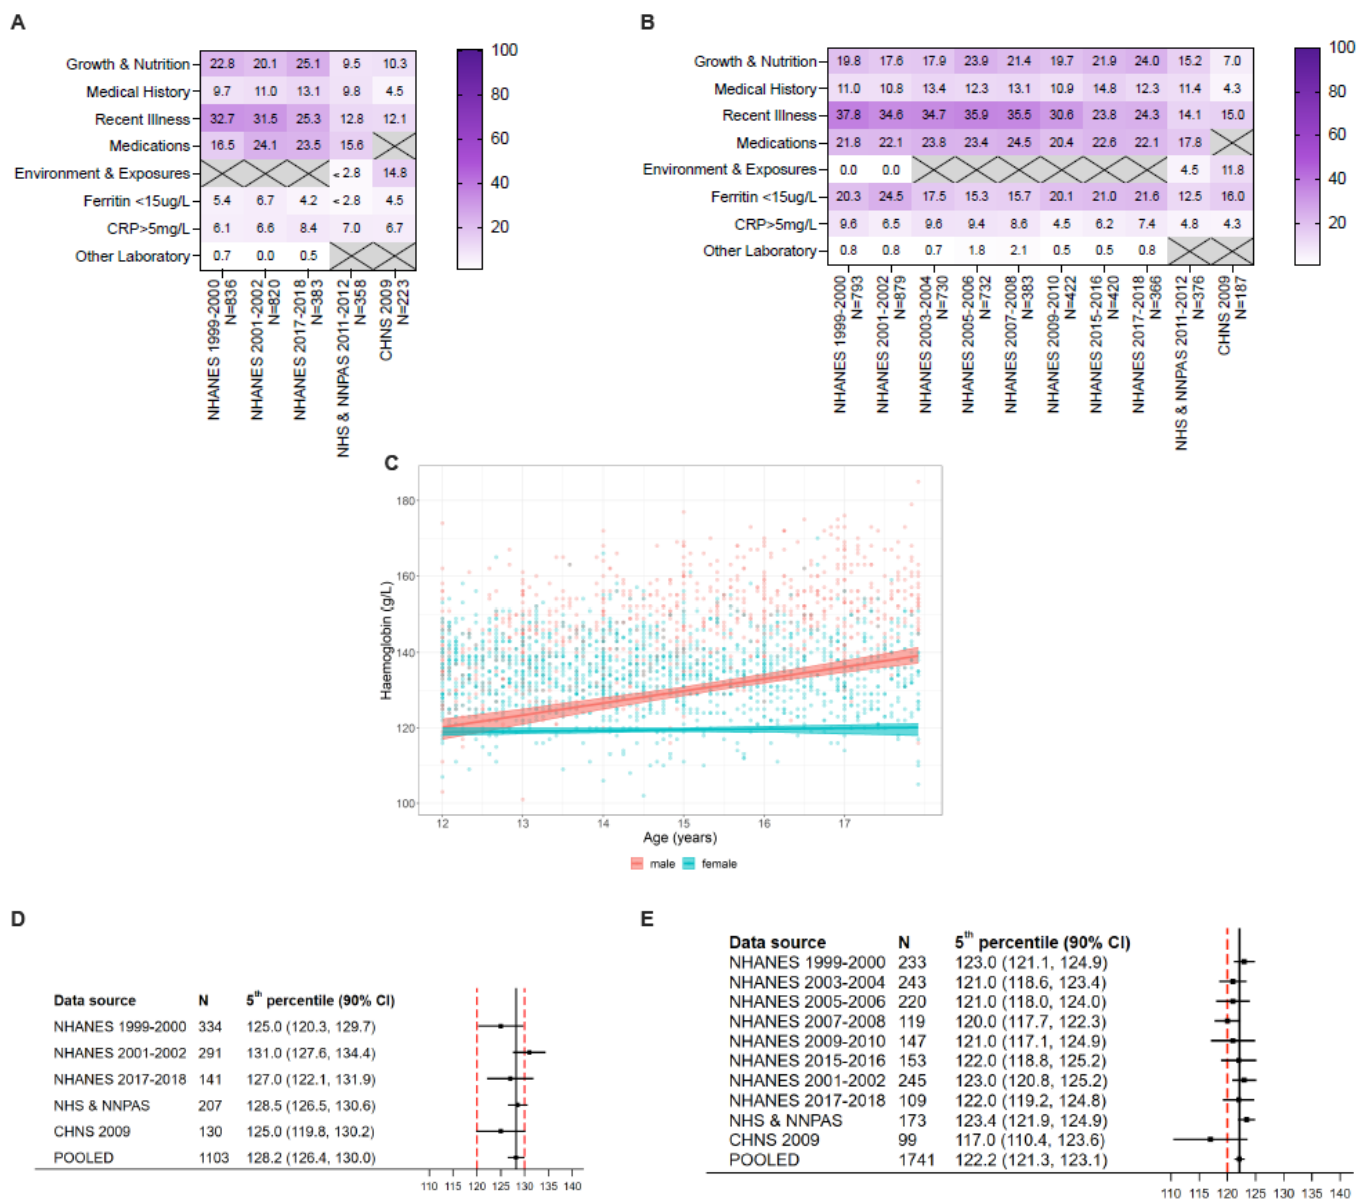 A
Growth & Nutrition 22.8 20.1 25.1 9.5 10.3
Medical History 9.7 11.0 13.1 9.8 4.5
Recent Illness 32.7 31.5 25.3 12.8 12.1
Medications 16.5 24.1 23.5 15.6
Environment & Exposures < 2.8 14.8
Ferritin <15ug/L 5.4 6.7 4.2 < 2.8 4.5
CRP>5mg/L 6.1 6.6 8.4 7.0 6.7
Other Laboratory 0.7 0.0 0.5
NHANES 1999-2000 N=836
NHANES 2001-2002 N=820
NHANES 2017-2018 N=383
NHS & NNPAS 2011-2012 N=358
CHNS 2009 N=223
100
80
60
40
20
B
Growth & Nutrition 19.8 17.6 17.9 23.9 21.4 19.7 21.9 24.0 15.2 7.0
Medical History 11.0 10.8 13.4 12.3 13.1 10.9 14.8 12.3 11.4 4.3
Recent Illness 37.8 34.6 34.7 35.9 35.5 30.6 23.8 24.3 14.1 15.0
Medications 21.8 22.1 23.8 23.4 24.5 20.4 22.6 22.1 17.8
Environment & Exposures 0.0 0.0 4.5 11.8
Ferritin <15ug/L 20.3 24.5 17.5 15.3 15.7 20.1 21.0 21.6 12.5 16.0
CRP>5mg/L 9.6 6.5 9.6 9.4 8.6 4.5 6.2 7.4 4.8 4.3
Other Laboratory 0.8 0.8 0.7 1.8 2.1 0.5 0.5 0.8
NHANES 1999-2000 N=793
NHANES 2001-2002 N=879
NHANES 2003-2004 N=730
NHANES 2005-2006 N=732
NHANES 2007-2008 N=383
NHANES 2009-2010 N=422
NHANES 2015-2016 N=420
NHANES 2017-2018 N=366
NHS & NNPAS 2011-2012 N=376
CHNS 2009 N=187
100
80
60
40
20
C
Haemoglobin (g/L)
180
160
140
120
100
12 13 14 15 16 17
Age (years)
male female
D
Data source N 5th percentile (90% CI)
NHANES 1999-2000 334 125.0 (120.3, 129.7)
NHANES 2001-2002 291 131.0 (127.6, 134.4)
NHANES 2017-2018 141 127.0 (122.1, 131.9)
NHS & NNPAS 207 128.5 (126.5, 130.6)
CHNS 2009 130 125.0 (119.8, 130.2)
POOLED 1103 128.2 (126.4, 130.0)
110 115 120 125 130 135 140
E
Data source N 5th percentile (90% CI)
NHANES 1999-2000 233 123.0 (121.1, 124.9)
NHANES 2003-2004 243 121.0 (118.6, 123.4)
NHANES 2005-2006 220 121.0 (118.0, 124.0)
NHANES 2007-2008 119 120.0 (117.7, 122.3)
NHANES 2009-2010 147 121.0 (117.1, 124.9)
NHANES 2015-2016 153 122.0 (118.8, 125.2)
NHANES 2001-2002 245 123.0 (120.8, 125.2)
NHANES 2017-2018 109 122.0 (119.2, 124.8)
NHS & NNPAS 173 123.4 (121.9, 124.9)
CHNS 2009 99 117.0 (110.4, 123.6)
POOLED 1741 122.2 (121.3, 123.1)
110 115 120 125 130 135 140